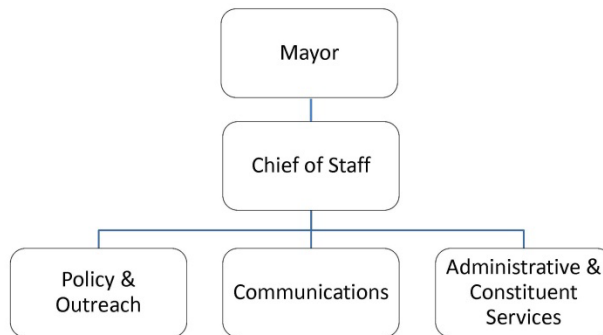 Mayor
Chief of Staff
Policy &
Outreach
Communications
Administrative &
Constituent
Services